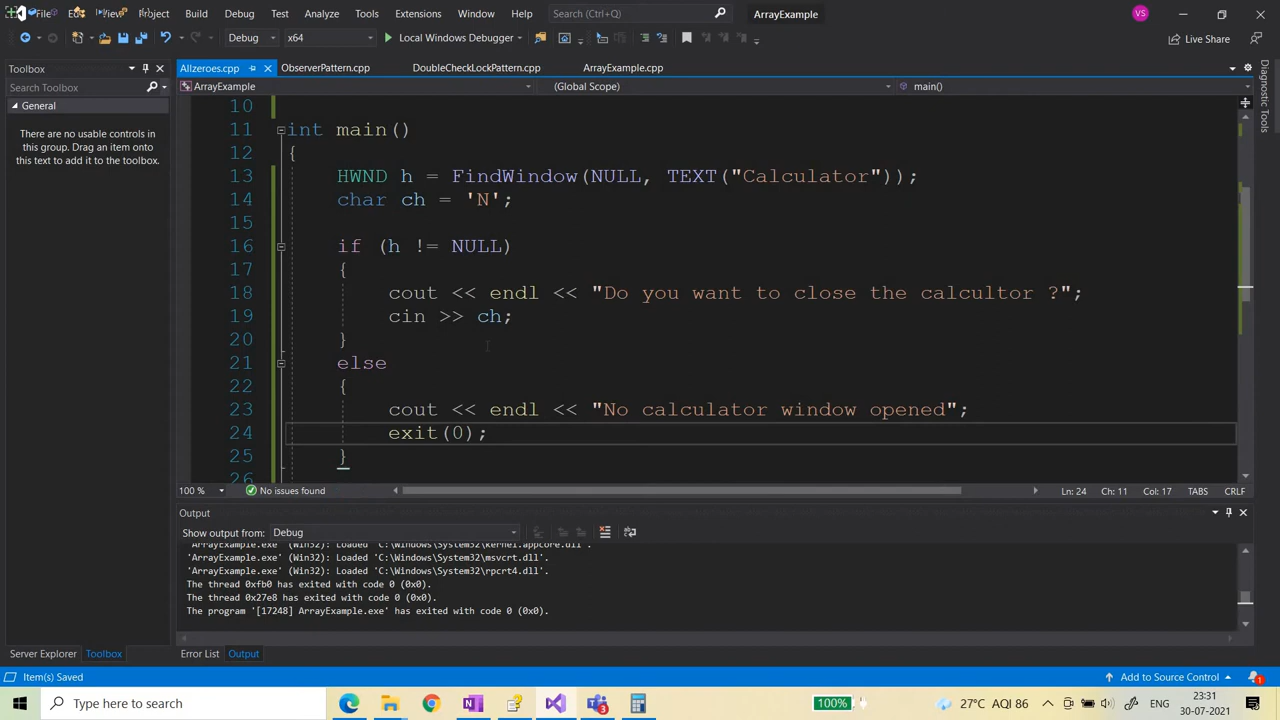 File Edit View Project Build Debug Test Analyze Tools Extensions Window Help Search (Ctrl+Q) ArrayExample VS
Debug x64 Local Windows Debugger Live Share
Toolbox
Allzeroes.cpp ObserverPattern.cpp DoubleCheckLockPattern.cpp ArrayExample.cpp
Search Toolbox
ArrayExample (Global Scope) main()
General
There are no usable controls in
this group. Drag an item onto
this text to add it to the toolbox.
Diagnostic Tools
10
11 int main()
12 {
13 HWND h = FindWindow(NULL, TEXT("Calculator"));
14 char ch = 'N';
15
16 if (h != NULL)
17 {
18 cout << endl << "Do you want to close the calcultor ?";
19 cin >> ch;
20 }
21 else
22 {
23 cout << endl << "No calculator window opened";
24 exit(0);
25 }
26
100 % No issues found Ln: 24 Ch: 11 Col: 17 TABS CRLF
Output
Show output from: Debug
'ArrayExample.exe' (Win32): Loaded 'C:\Windows\System32\kernel.appcore.dll'.
'ArrayExample.exe' (Win32): Loaded 'C:\Windows\System32\msvcrt.dll'.
'ArrayExample.exe' (Win32): Loaded 'C:\Windows\System32\rpcrt4.dll'.
The thread 0xfb0 has exited with code 0 (0x0).
The thread 0x27e8 has exited with code 0 (0x0).
The program '[17248] ArrayExample.exe' has exited with code 0 (0x0).
Server Explorer Toolbox Error List Output
Item(s) Saved Add to Source Control 1
Type here to search 100% 27°C AQI 86 23:31
30-07-2021